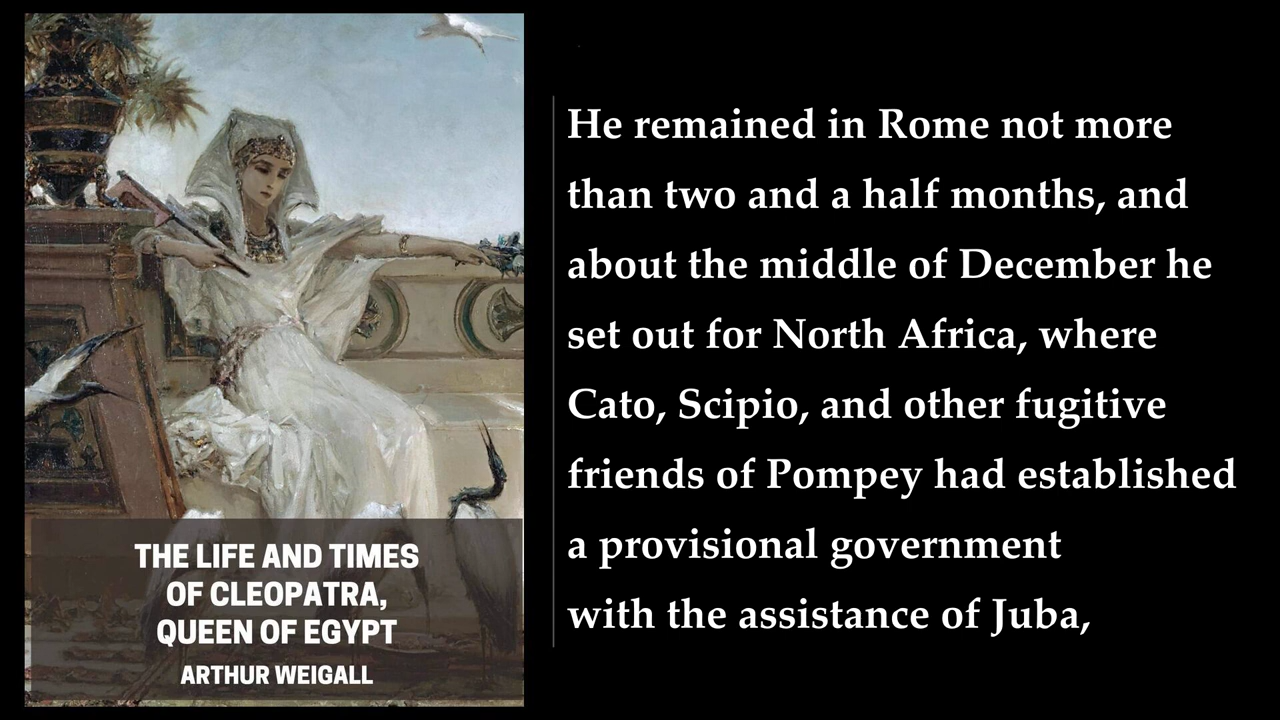 THE LIFE AND TIMES
OF CLEOPATRA,
QUEEN OF EGYPT
ARTHUR WEIGALL
He remained in Rome not more
than two and a half months, and
about the middle of December he
set out for North Africa, where
Cato, Scipio, and other fugitive
friends of Pompey had established
a provisional government
with the assistance of Juba,